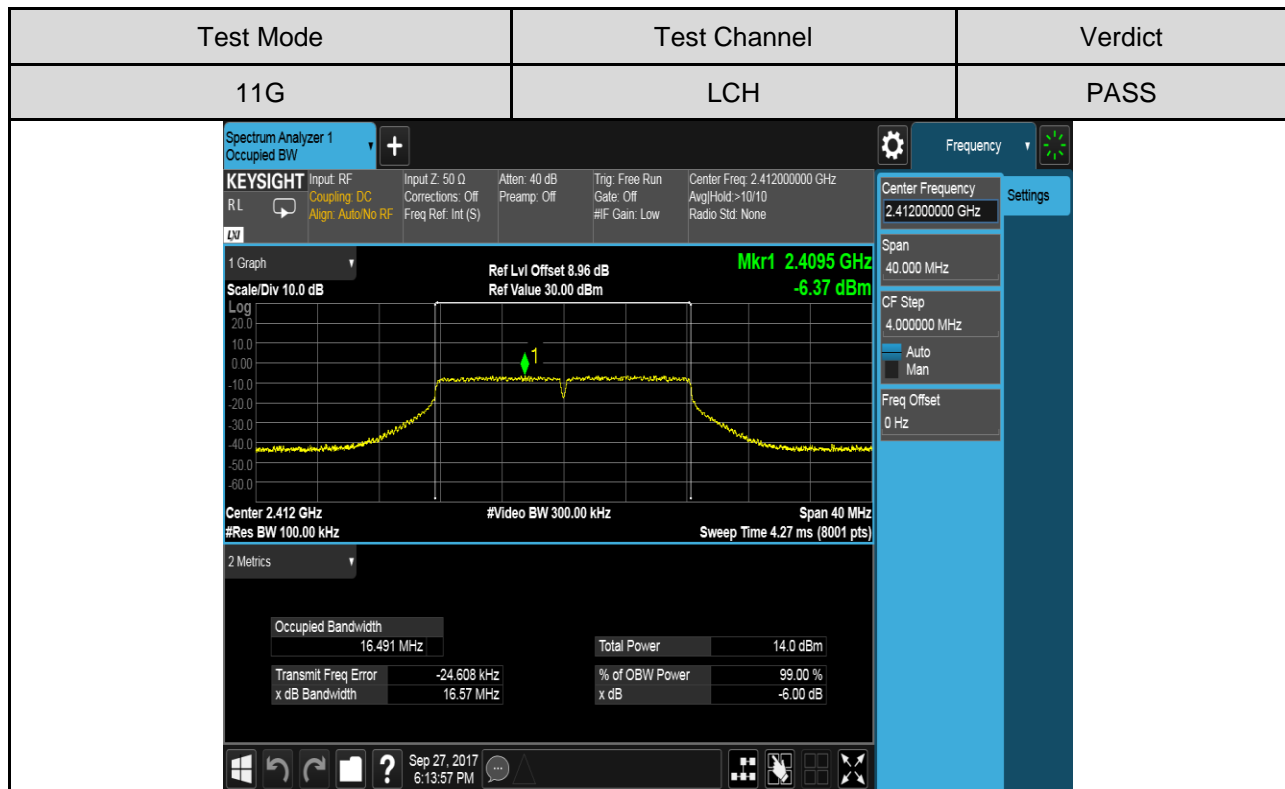 Test Mode Test Channel Verdict
11G LCH PASS
Spectrum Analyzer 1
Occupied BW
+
Frequency
KEYSIGHT Input: RF Input Z: 50 Ω Atten: 40 dB Trig: Free Run Center Freq: 2.412000000 GHz
RL Coupling: DC Corrections: Off Preamp: Off Gate: Off Avg|Hold:>10/10
Align: Auto/No RF Freq Ref: Int (S) #IF Gain: Low Radio Std: None
LXI
Center Frequency
2.412000000 GHz
Settings
Span
40.000 MHz
CF Step
4.000000 MHz
Auto
Man
Freq Offset
0 Hz
1 Graph Ref Lvl Offset 8.96 dB Mkr1 2.4095 GHz
Scale/Div 10.0 dB Ref Value 30.00 dBm -6.37 dBm
Log
20.0
10.0
1
0.00
-10.0
-20.0
-30.0
-40.0
-50.0
-60.0
Center 2.412 GHz #Video BW 300.00 kHz Span 40 MHz
#Res BW 100.00 kHz Sweep Time 4.27 ms (8001 pts)
2 Metrics
Occupied Bandwidth
16.491 MHz Total Power 14.0 dBm
Transmit Freq Error -24.608 kHz % of OBW Power 99.00 %
x dB Bandwidth 16.57 MHz x dB -6.00 dB
? Sep 27, 2017
6:13:57 PM